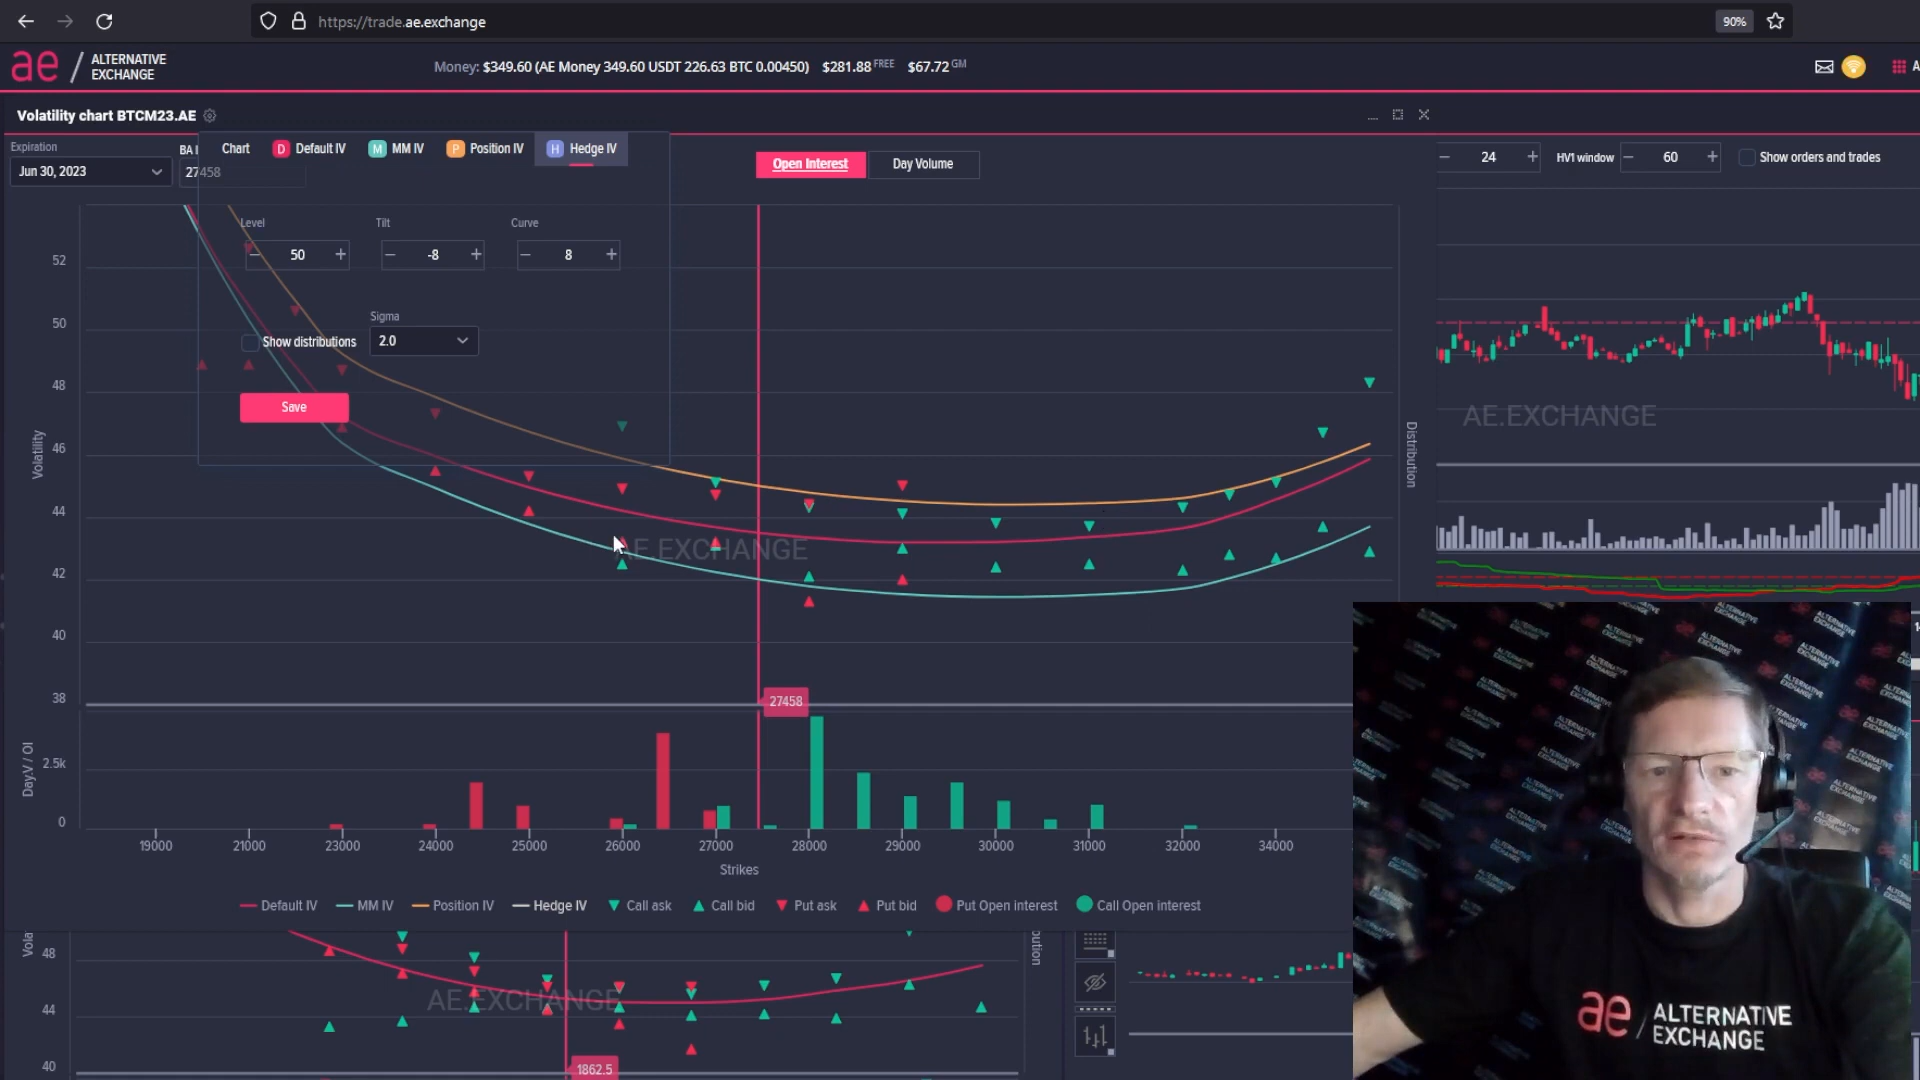 https://trade.ae.exchange
90%
ae / ALTERNATIVE EXCHANGE
Money: $349.60 (AE Money 349.60 USDT 226.63 BTC 0.00450) $281.88 FREE $67.72 GM
A
Volatility chart BTCM23.AE
Expiration
BA
Jun 30, 2023
27458
Chart
D Default IV
M MM IV
P Position IV
H Hedge IV
Open Interest
Day Volume
24
HV1 window
60
Show orders and trades
Level
Tilt
Curve
50
-8
8
Sigma
Show distributions
2.0
Save
52
50
48
46
44
42
40
38
Volatility
Distribution
AE.EXCHANGE
AE.EXCHANGE
27458
Day.V / OI
2.5k
0
19000
21000
23000
24000
25000
26000
27000
28000
29000
30000
31000
32000
34000
Strikes
Default IV
MM IV
Position IV
Hedge IV
Call ask
Call bid
Put ask
Put bid
Put Open interest
Call Open interest
Vola
ution
48
44
40
AE.EXCHANGE
1862.5
ae / ALTERNATIVE
EXCHANGE